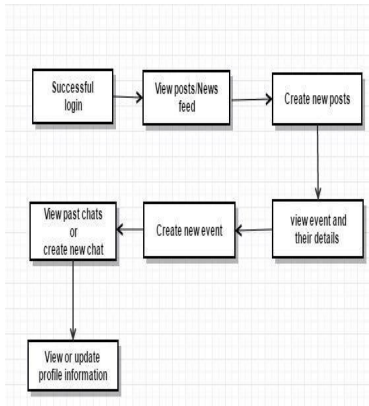 Successful
login
View posts/News
feed
Create new posts
view event and
their details
Create new event
View past chats
or
create new chat
View or update
profile information